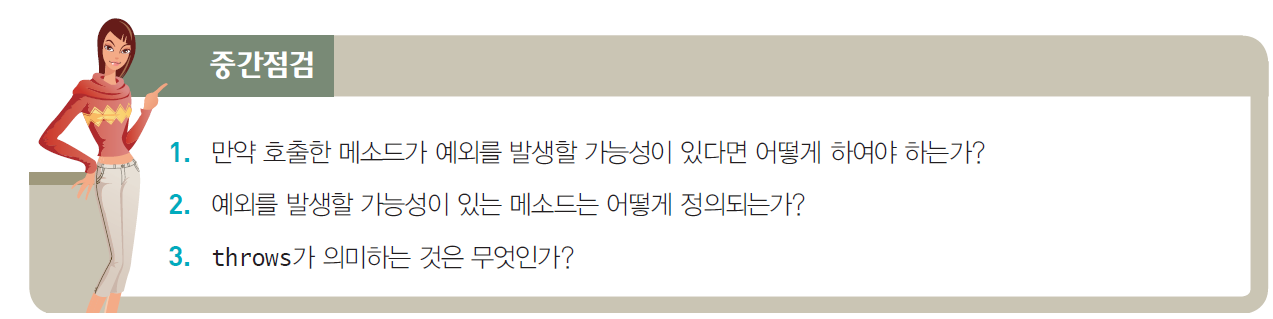 중간점검
1. 만약 호출한 메소드가 예외를 발생할 가능성이 있다면 어떻게 하여야 하는가?
2. 예외를 발생할 가능성이 있는 메소드는 어떻게 정의되는가?
3. throws가 의미하는 것은 무엇인가?